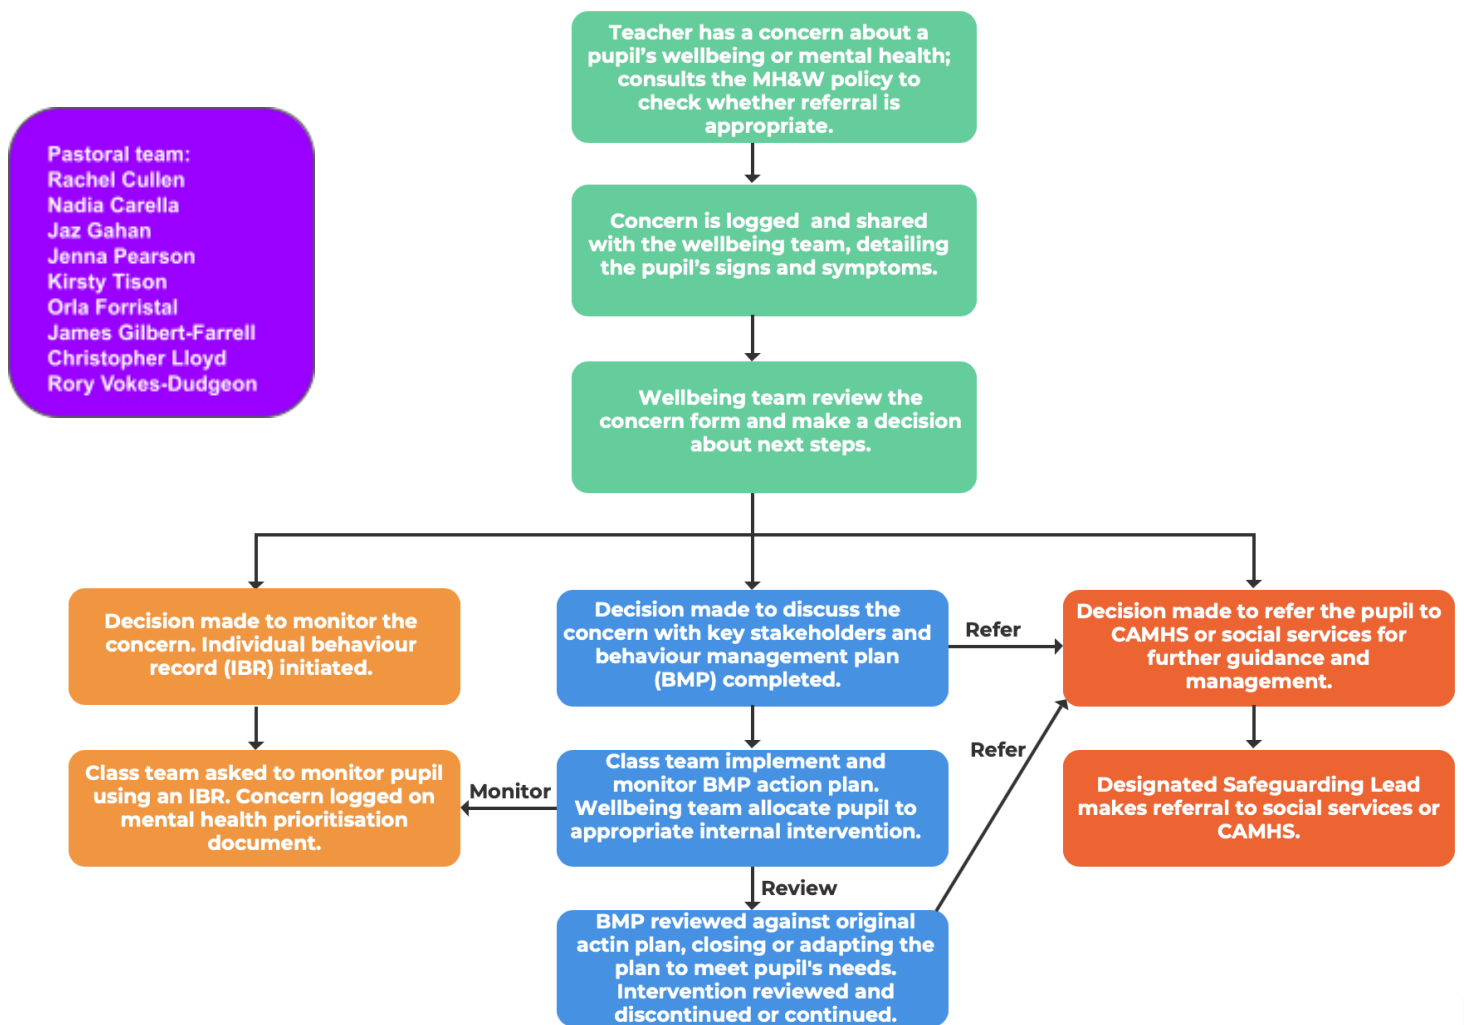 Teacher has a concern about a
pupil's wellbeing or mental health;
consults the MH&W policy to
check whether referral is
appropriate.
Pastoral team:
Rachel Cullen
Nadia Carella
Jaz Gahan
Jenna Pearson
Kirsty Tison
Orla Forristal
James Gilbert-Farrell
Christopher Lloyd
Rory Vokes-Dudgeon
Concern is logged and shared
with the wellbeing team, detailing
the pupil's signs and symptoms.
Wellbeing team review the
concern form and make a decision
about next steps.
Decision made to monitor the
concern. Individual behaviour
record (IBR) initiated.
Decision made to discuss the
concern with key stakeholders and
behaviour management plan
(BMP) completed.
Refer
Decision made to refer the pupil to
CAMHS or social services for
further guidance and
management.
Class team asked to monitor pupil
using an IBR. Concern logged on
mental health prioritisation
document.
Monitor
Class team implement and
monitor BMP action plan.
Wellbeing team allocate pupil to
appropriate internal intervention.
Refer
Designated Safeguarding Lead
makes referral to social services or
CAMHS.
Review
BMP reviewed against original
actin plan, closing or adapting the
plan to meet pupil's needs.
Intervention reviewed and
discontinued or continued.